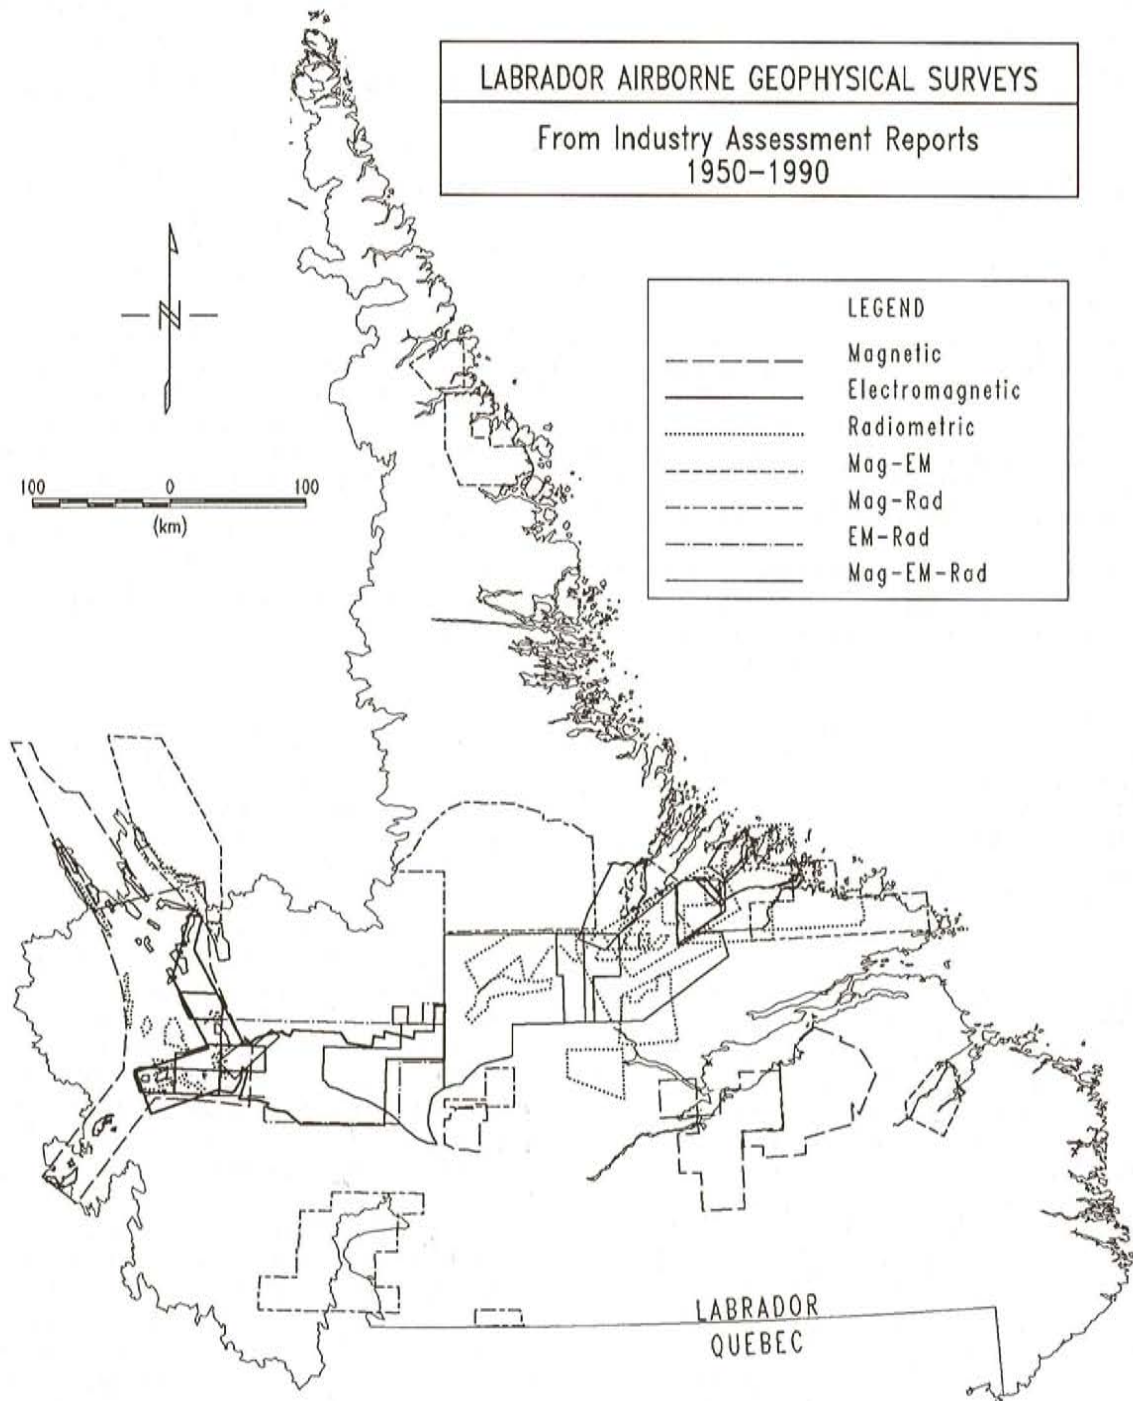 LABRADOR AIRBORNE GEOPHYSICAL SURVEYS
From Industry Assessment Reports
1950-1990
N
LEGEND
Magnetic
Electromagnetic
Radiometric
Mag-EM
Mag-Rad
EM-Rad
Mag-EM-Rad
100 0 100
(km)
LABRADOR
QUEBEC